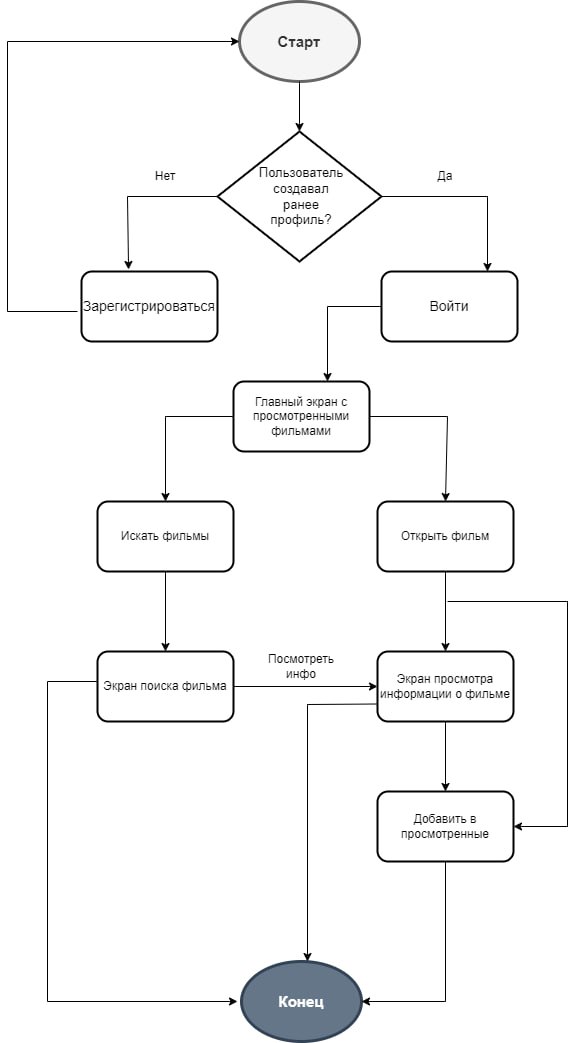 Старт
Пользователь
создавал
ранее
профиль?
Нет
Да
Зарегистрироваться
Войти
Главный экран с
просмотренными
фильмами
Искать фильмы
Открыть фильм
Экран поиска фильма
Посмотреть
инфо
Экран просмотра
информации о фильме
Добавить в
просмотренные
Конец